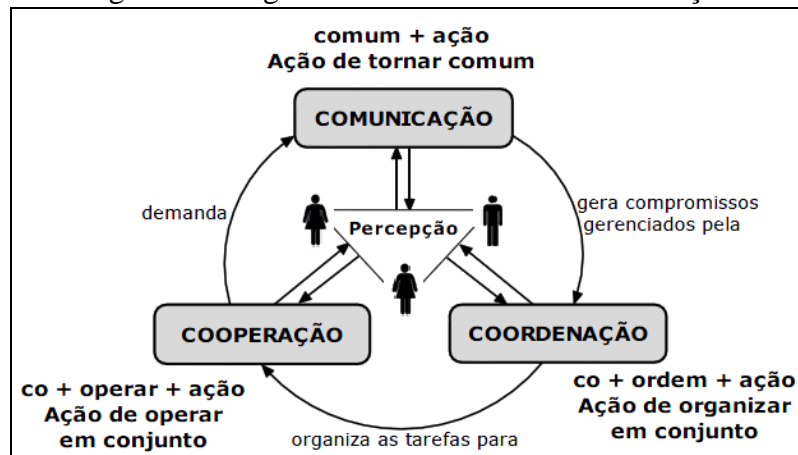 comum + ação
Ação de tornar comum
COMUNICAÇÃO
demanda
gera compromissos
gerenciados pela
Percepção
COOPERAÇÃO
COORDENAÇÃO
co + operar + ação
Ação de operar
em conjunto
co + ordem + ação
Ação de organizar
em conjunto
organiza as tarefas para